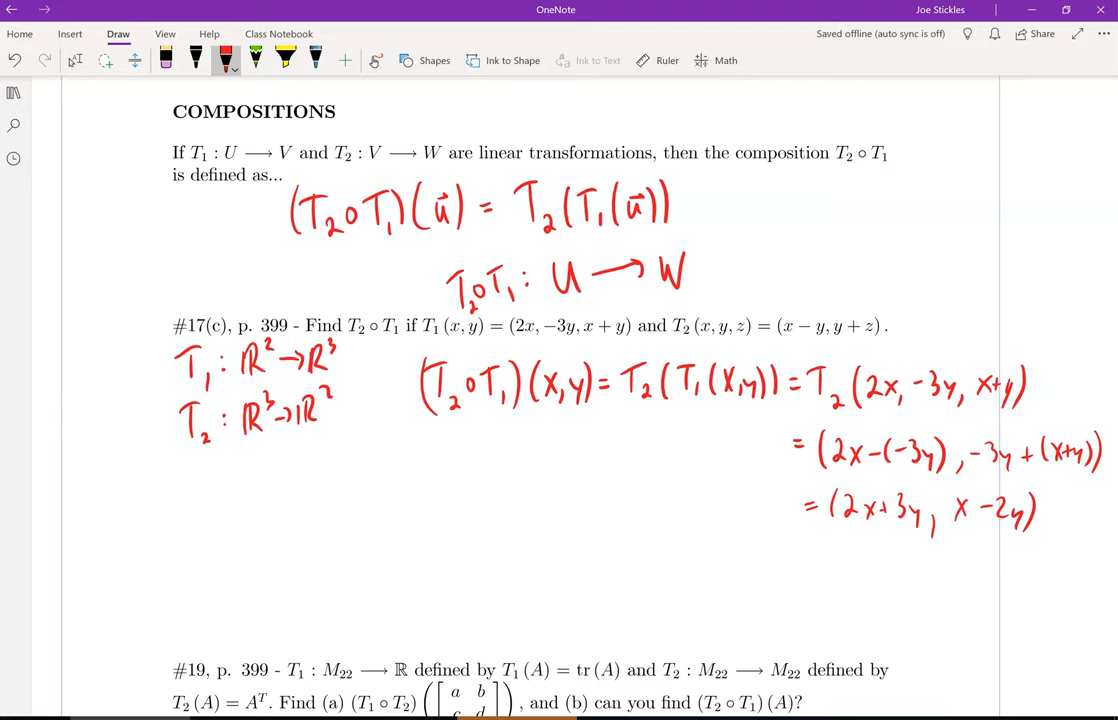 OneNote
Joe Stickles
Home Insert Draw View Help Class Notebook
Saved offline (auto sync is off) Share
Shapes Ink to Shape Ink to Text Ruler Math
COMPOSITIONS
If T₁ : U ⟶ V and T₂ : V ⟶ W are linear transformations, then the composition T₂ ∘ T₁
is defined as...
(T₂∘T₁)(u⃗) = T₂(T₁(u⃗))
T₂∘T₁ : U ⟶ W
#17(c), p. 399 - Find T₂ ∘ T₁ if T₁ (x, y) = (2x, −3y, x + y) and T₂ (x, y, z) = (x − y, y + z) .
T₁ : ℝ² → ℝ³
(T₂∘T₁)(x,y) = T₂(T₁(x,y)) = T₂(2x, -3y, x+y)
T₂ : ℝ³ → ℝ²
= (2x-(-3y), -3y+(x+y))
= (2x+3y, x-2y)
#19, p. 399 - T₁ : M₂₂ ⟶ ℝ defined by T₁ (A) = tr (A) and T₂ : M₂₂ ⟶ M₂₂ defined by
T₂ (A) = Aᵀ. Find (a) (T₁ ∘ T₂) ([a b c d]), and (b) can you find (T₂ ∘ T₁) (A)?